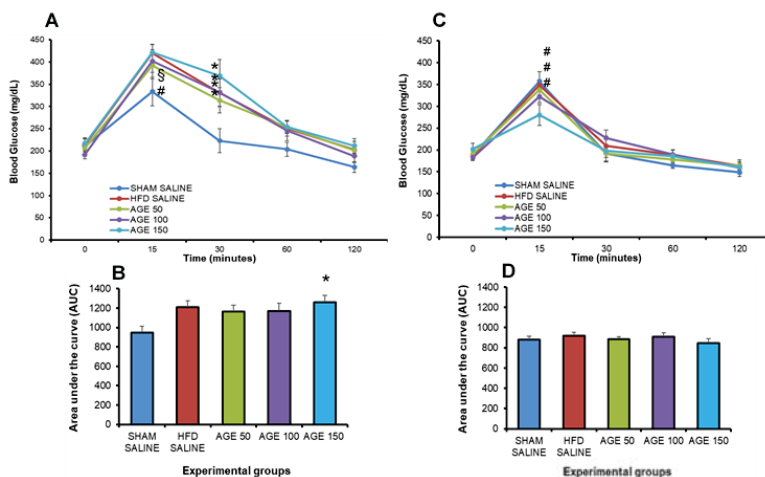 A
Blood Glucose (mg/dL)
450
400
350
300
250
200
150
100
50
0
*
*
*
*
§
#
SHAM SALINE
HFD SALINE
AGE 50
AGE 100
AGE 150
0 15 30 60 120
Time (minutes)
C
Blood Glucose (mg/dL)
450
400
350
300
250
200
150
100
50
0
#
#
#
SHAM SALINE
HFD SALINE
AGE 50
AGE 100
AGE 150
0 15 30 60 120
Time (minutes)
B
Area under the curve (AUC)
1400
1200
1000
800
600
400
200
0
*
SHAM SALINE
HFD SALINE
AGE 50
AGE 100
AGE 150
Experimental groups
D
Area under the curve (AUC)
1400
1200
1000
800
600
400
200
0
SHAM SALINE
HFD SALINE
AGE 50
AGE 100
AGE 150
Experimental groups